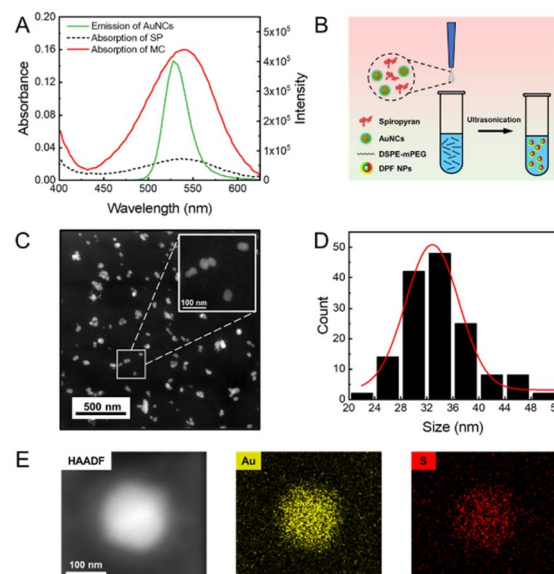 A
Emission of AuNCs
Absorption of SP
Absorption of MC
Absorbance
0.20
0.16
0.12
0.08
0.04
0.00
5x10⁵
4x10⁵
3x10⁵
2x10⁵
1x10⁵
0
Intensity
400 450 500 550 600
Wavelength (nm)
B
Spiropyran
AuNCs
DSPE-mPEG
DPF NPs
Ultrasonication
C
100 nm
500 nm
D
Count
50
40
30
20
10
0
20 24 28 32 36 40 44 48
Size (nm)
E
HAADF
100 nm
Au
S